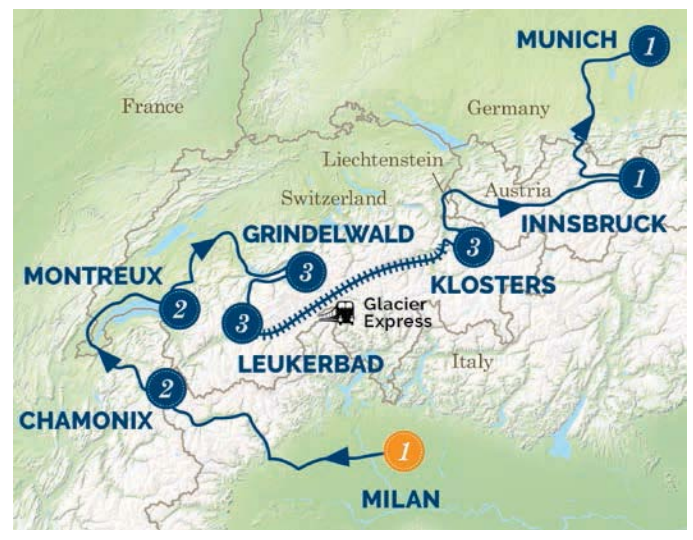 MUNICH 1
France
Germany
Liechtenstein
Austria 1
Switzerland
INNSBRUCK
GRINDELWALD
3
3
MONTREUX
KLOSTERS
2
3
Glacier
Express
LEUKERBAD
Italy
2
CHAMONIX
1
MILAN